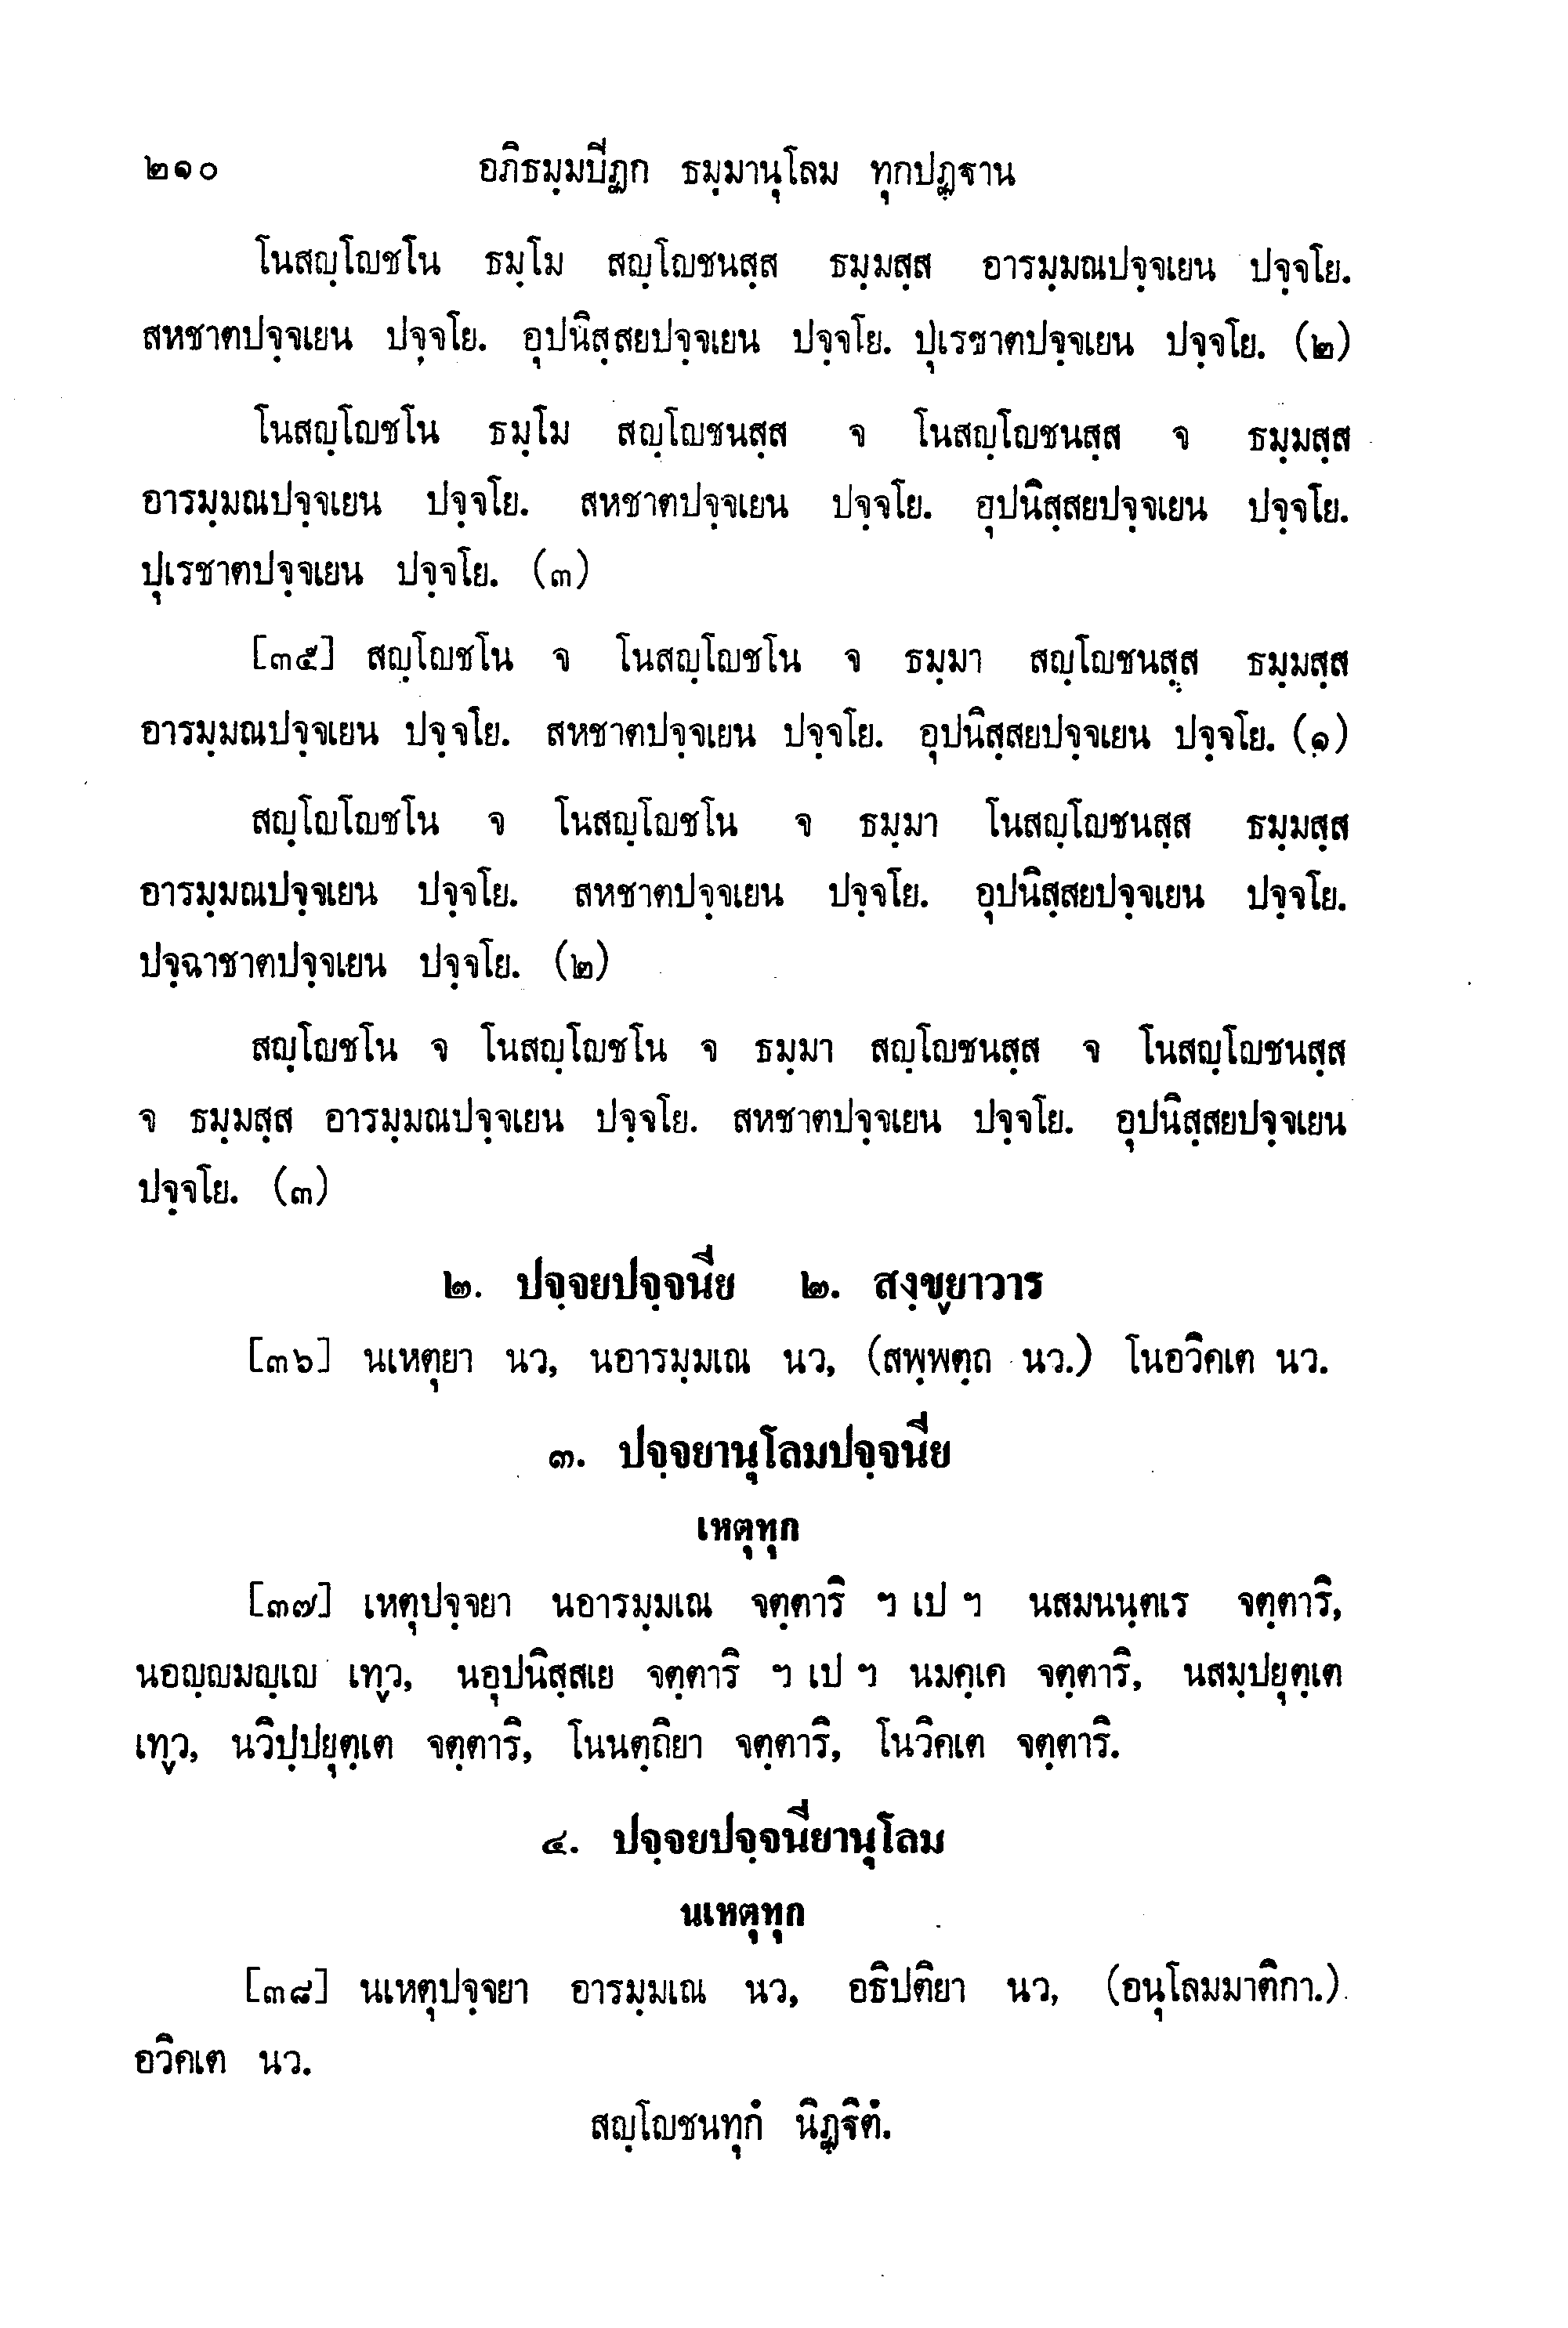 ๒๑๐ อภิธมฺมปีฏก ธมฺมานุโลม ทุกปฏฺฐาน
โนสญฺโญชโน ธมฺโม สญฺโญชนสฺส ธมฺมสฺส อารมฺมณปจฺจเยน ปจฺจโย.
สหชาตปจฺจเยน ปจฺจโย. อุปนิสฺสยปจฺจเยน ปจฺจโย. ปุเรชาตปจฺจเยน ปจฺจโย. (๒)
โนสญฺโญชโน ธมฺโม สญฺโญชนสฺส จ โนสญฺโญชนสฺส จ ธมฺมสฺส
อารมฺมณปจฺจเยน ปจฺจโย. สหชาตปจฺจเยน ปจฺจโย. อุปนิสฺสยปจฺจเยน ปจฺจโย.
ปุเรชาตปจฺจเยน ปจฺจโย. (๓)
[๓๕] สญฺโญชโน จ โนสญฺโญชโน จ ธมฺมา สญฺโญชนสฺส ธมฺมสฺส
อารมฺมณปจฺจเยน ปจฺจโย. สหชาตปจฺจเยน ปจฺจโย. อุปนิสฺสยปจฺจเยน ปจฺจโย. (๑)
สญฺโญโญชโน จ โนสญฺโญชโน จ ธมฺมา โนสญฺโญชนสฺส ธมฺมสฺส
อารมฺมณปจฺจเยน ปจฺจโย. สหชาตปจฺจเยน ปจฺจโย. อุปนิสฺสยปจฺจเยน ปจฺจโย.
ปจฺฉาชาตปจฺจเยน ปจฺจโย. (๒)
สญฺโญชโน จ โนสญฺโญชโน จ ธมฺมา สญฺโญชนสฺส จ โนสญฺโญชนสฺส
จ ธมฺมสฺส อารมฺมณปจฺจเยน ปจฺจโย. สหชาตปจฺจเยน ปจฺจโย. อุปนิสฺสยปจฺจเยน
ปจฺจโย. (๓)
๒. ปจฺจยปจฺจนีย ๒. สงฺขฺยาวาร
[๓๖] นเหตุยา นว, นอารมฺมเณ นว, (สพฺพตฺถ นว.) โนอวิคเต นว.
๓. ปจฺจยานุโลมปจฺจนีย
เหตุทุก
[๓๗] เหตุปจฺจยา นอารมฺมเณ จตฺตาริ ฯ เป ฯ นสมนนฺตเร จตฺตาริ,
นอญฺญมญฺเญ เทฺว, นอุปนิสฺสเย จตฺตาริ ฯ เป ฯ นมคฺเค จตฺตาริ, นสมฺปยุตฺเต
เทฺว, นวิปฺปยุตฺเต จตฺตาริ, โนนตฺถิยา จตฺตาริ, โนวิคเต จตฺตาริ.
๔. ปจฺจยปจฺจนียานุโลม
นเหตุทุก
[๓๘] นเหตุปจฺจยา อารมฺมเณ นว, อธิปติยา นว, (อนุโลมมาติกา.)
อวิคเต นว.
สญฺโญชนทุกํ นิฏฺฐิตํ.